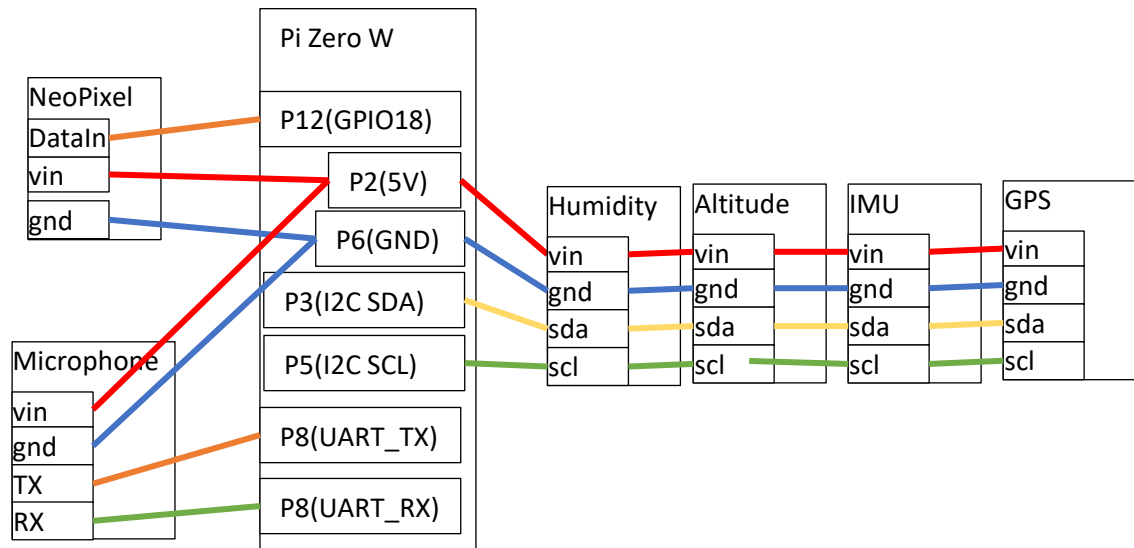 Pi Zero W
NeoPixel
DataIn
vin
gnd
P12(GPIO18)
P2(5V)
P6(GND)
P3(I2C SDA)
P5(I2C SCL)
P8(UART_TX)
P8(UART_RX)
Microphone
vin
gnd
TX
RX
Humidity
vin
gnd
sda
scl
Altitude
vin
gnd
sda
scl
IMU
vin
gnd
sda
scl
GPS
vin
gnd
sda
scl